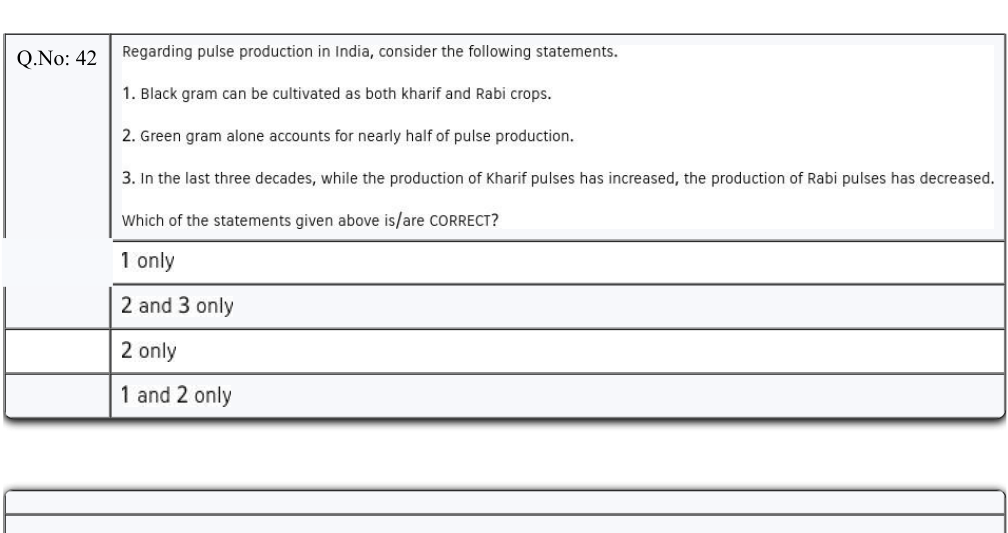 Q.No: 42
Regarding pulse production in India, consider the following statements.
1. Black gram can be cultivated as both kharif and Rabi crops.
2. Green gram alone accounts for nearly half of pulse production.
3. In the last three decades, while the production of Kharif pulses has increased, the production of Rabi pulses has decreased.
Which of the statements given above is/are CORRECT?
1 only
2 and 3 only
2 only
1 and 2 only